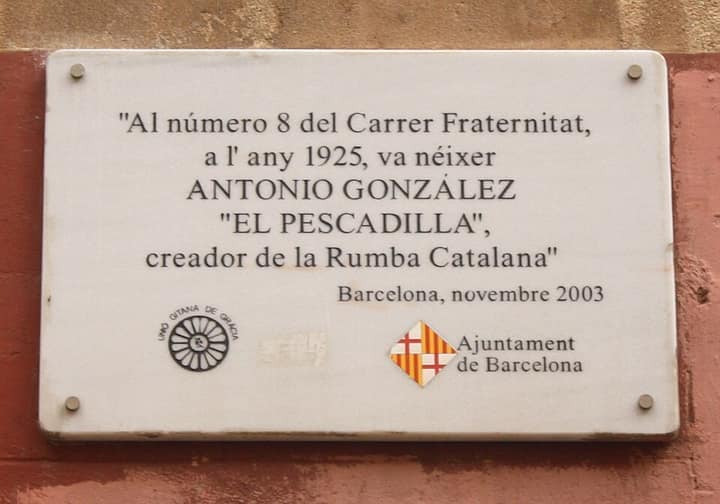 "Al número 8 del Carrer Fraternitat,
a l' any 1925, va néixer
ANTONIO GONZÁLEZ
"EL PESCADILLA",
creador de la Rumba Catalana"
Barcelona, novembre 2003
UNIO GITANA DE GRÀCIA
Ajuntament
de Barcelona